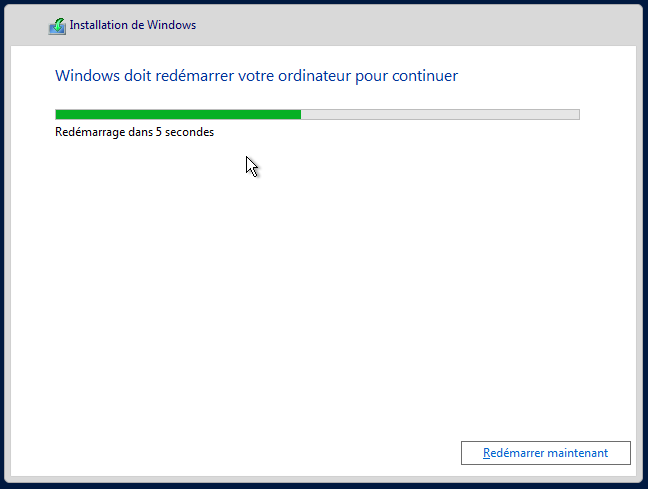 Installation de Windows
Windows doit redémarrer votre ordinateur pour continuer
Redémarrage dans 5 secondes
Redémarrer maintenant